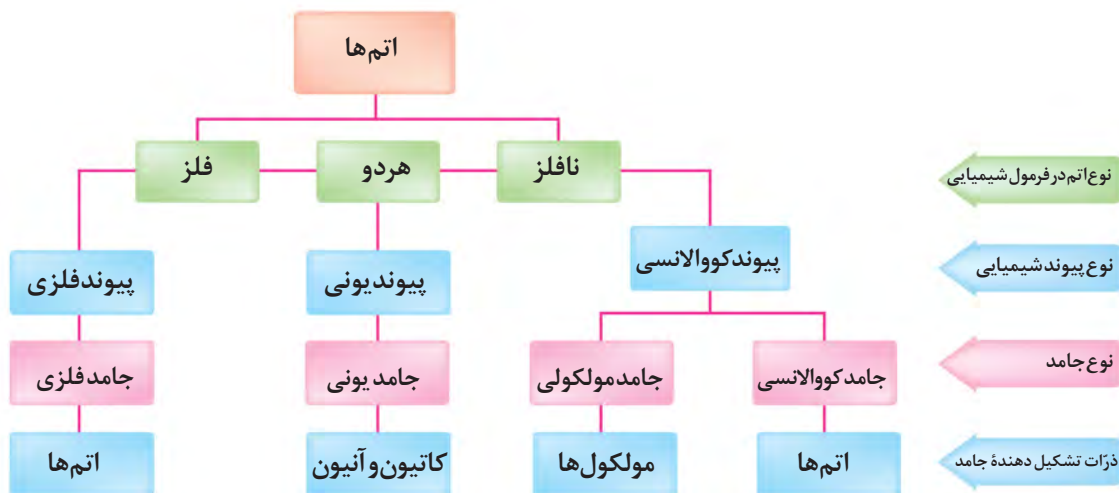 اتم‌ها
نافلز
هردو
فلز
نوع اتم در فرمول شیمیایی
پیوند کووالانسی
پیوند یونی
پیوند فلزی
نوع پیوند شیمیایی
جامد کووالانسی
جامد مولکولی
جامد یونی
جامد فلزی
نوع جامد
اتم‌ها
مولکول‌ها
کاتیون و آنیون
اتم‌ها
ذرّات تشکیل دهندهٔ جامد